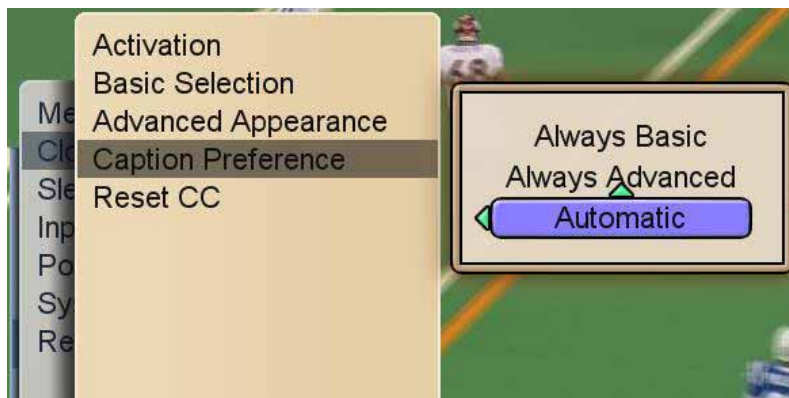 Activation
Basic Selection
Advanced Appearance
Caption Preference
Reset CC
Always Basic
Always Advanced
Automatic